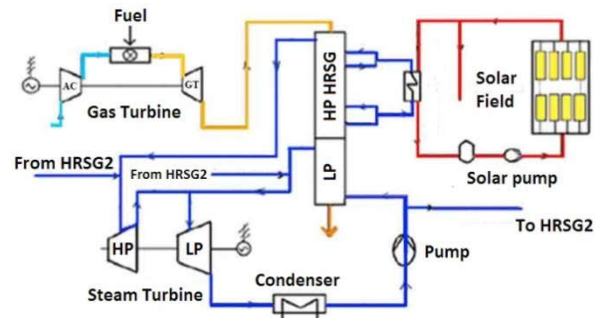 Fuel
AC
GT
Gas Turbine
HP HRSG
LP
Solar
Field
Solar pump
From HRSG2
From HRSG2
To HRSG2
HP
LP
Pump
Steam Turbine
Condenser